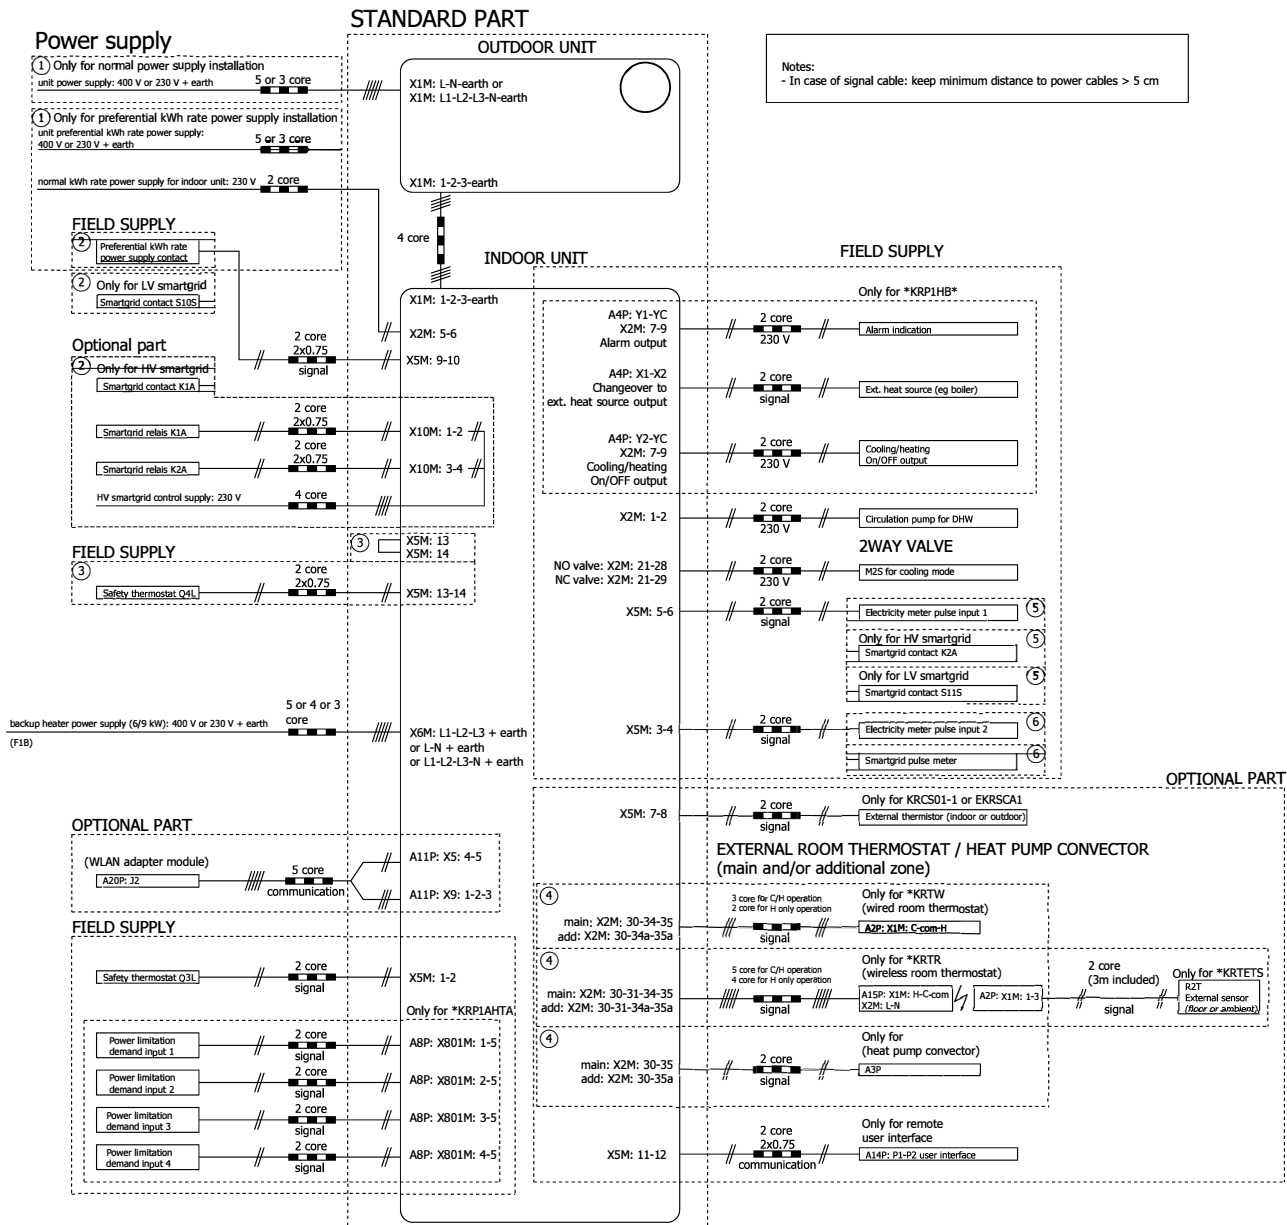 STANDARD PART
Power supply
1 Only for normal power supply installation
unit power supply: 400 V or 230 V + earth
5 or 3 core
1 Only for preferential kWh rate power supply installation
unit preferential kWh rate power supply:
400 V or 230 V + earth
5 or 3 core
normal kWh rate power supply for indoor unit: 230 V
2 core
FIELD SUPPLY
2
Preferential kWh rate
power supply contact
2 Only for LV smartgrid
Smartgrid contact S10S
Optional part
2 Only for HV smartgrid
Smartgrid contact K1A
2 core
2x0.75
signal
Smartgrid relais K1A
2 core
2x0.75
Smartgrid relais K2A
2 core
2x0.75
HV smartgrid control supply: 230 V
4 core
FIELD SUPPLY
3
Safety thermostat Q4L
2 core
2x0.75
backup heater power supply (6/9 kW): 400 V or 230 V + earth
(F1B)
5 or 4 or 3
core
OPTIONAL PART
(WLAN adapter module)
A20P: J2
5 core
communication
FIELD SUPPLY
Safety thermostat Q3L
2 core
signal
Only for *KRP1AHTA
Power limitation
demand input 1
2 core
signal
Power limitation
demand input 2
2 core
signal
Power limitation
demand input 3
2 core
signal
Power limitation
demand input 4
2 core
signal
OUTDOOR UNIT
X1M: L-N-earth or
X1M: L1-L2-L3-N-earth
X1M: 1-2-3-earth
4 core
INDOOR UNIT
X1M: 1-2-3-earth
X2M: 5-6
X5M: 9-10
X10M: 1-2
X10M: 3-4
3
X5M: 13
X5M: 14
X5M: 13-14
X6M: L1-L2-L3 + earth
or L-N + earth
or L1-L2-L3-N + earth
A11P: X5: 4-5
A11P: X9: 1-2-3
X5M: 1-2
A8P: X801M: 1-5
A8P: X801M: 2-5
A8P: X801M: 3-5
A8P: X801M: 4-5
Notes:
- In case of signal cable: keep minimum distance to power cables > 5 cm
FIELD SUPPLY
Only for *KRP1HB*
A4P: Y1-YC
X2M: 7-9
Alarm output
2 core
230 V
Alarm indication
A4P: X1-X2
Changeover to
ext. heat source output
2 core
signal
Ext. heat source (eg boiler)
A4P: Y2-YC
X2M: 7-9
Cooling/heating
On/OFF output
2 core
230 V
Cooling/heating
On/OFF output
X2M: 1-2
2 core
230 V
Circulation pump for DHW
2WAY VALVE
NO valve: X2M: 21-28
NC valve: X2M: 21-29
2 core
230 V
M2S for cooling mode
X5M: 5-6
2 core
signal
Electricity meter pulse input 1
5
Only for HV smartgrid
5
Smartgrid contact K2A
Only for LV smartgrid
5
Smartgrid contact S11S
X5M: 3-4
2 core
signal
Electricity meter pulse input 2
6
Smartgrid pulse meter
6
OPTIONAL PART
X5M: 7-8
2 core
signal
Only for KRCS01-1 or EKRSCA1
External thermistor (indoor or outdoor)
EXTERNAL ROOM THERMOSTAT / HEAT PUMP CONVECTOR
(main and/or additional zone)
4
main: X2M: 30-34-35
add: X2M: 30-34a-35a
3 core for C/H operation
2 core for H only operation
signal
Only for *KRTW
(wired room thermostat)
A2P: X1M: C-com-H
4
main: X2M: 30-31-34-35
add: X2M: 30-31-34a-35a
5 core for C/H operation
4 core for H only operation
signal
Only for *KRTR
(wireless room thermostat)
A15P: X1M: H-C-com
X2M: L-N
A2P: X1M: 1-3
2 core
(3m included)
signal
Only for *KRTETS
R2T
External sensor
(floor or ambient)
4
main: X2M: 30-35
add: X2M: 30-35a
2 core
signal
Only for
(heat pump convector)
A3P
X5M: 11-12
2 core
2x0.75
communication
Only for remote
user interface
A14P: P1-P2 user interface